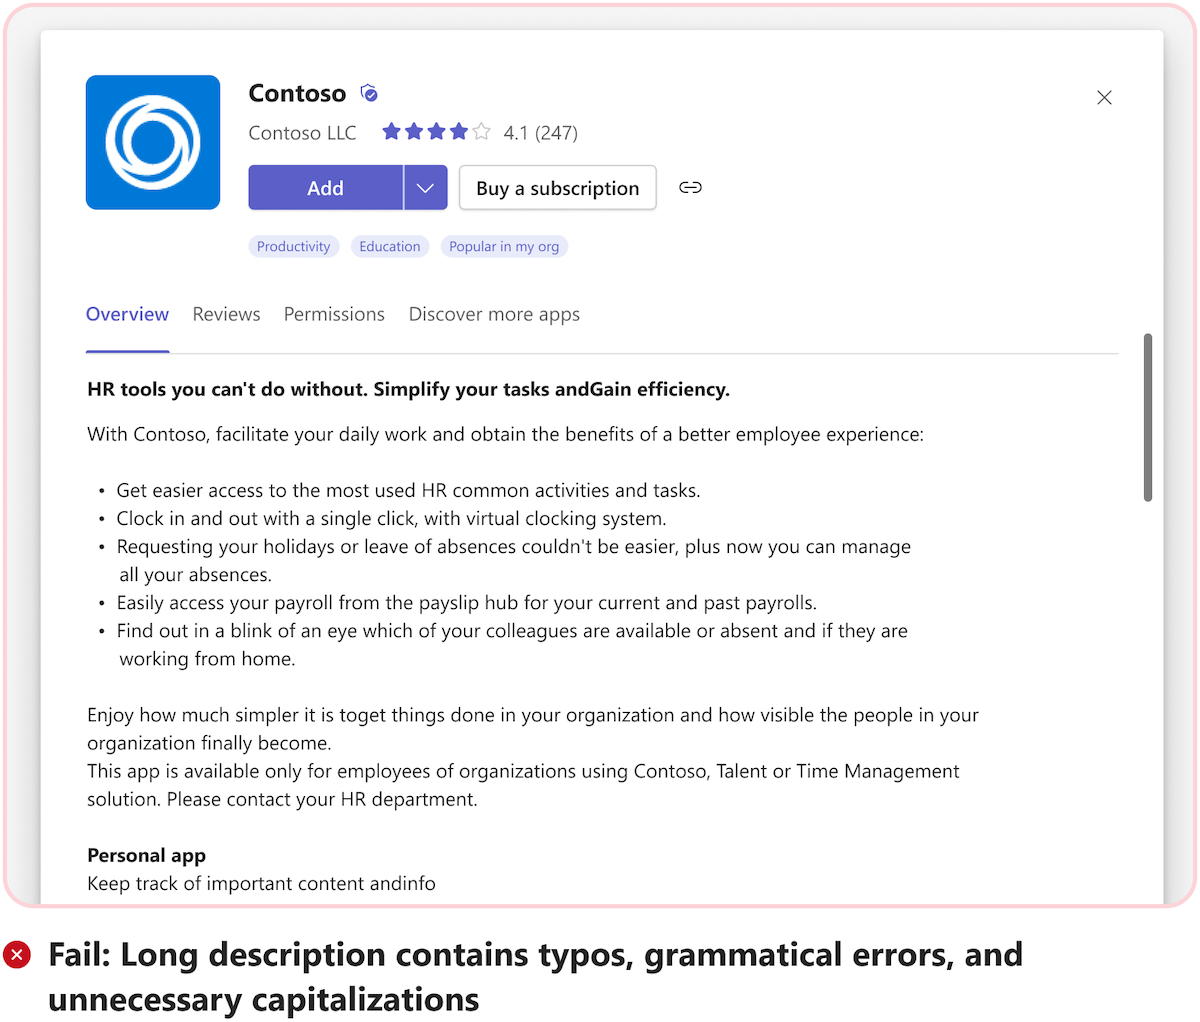 Contoso
Contoso LLC 4.1 (247)
Add Buy a subscription
Productivity Education Popular in my org
Overview Reviews Permissions Discover more apps
HR tools you can't do without. Simplify your tasks andGain efficiency.
With Contoso, facilitate your daily work and obtain the benefits of a better employee experience:
• Get easier access to the most used HR common activities and tasks.
• Clock in and out with a single click, with virtual clocking system.
• Requesting your holidays or leave of absences couldn't be easier, plus now you can manage
all your absences.
• Easily access your payroll from the payslip hub for your current and past payrolls.
• Find out in a blink of an eye which of your colleagues are available or absent and if they are
working from home.
Enjoy how much simpler it is toget things done in your organization and how visible the people in your
organization finally become.
This app is available only for employees of organizations using Contoso, Talent or Time Management
solution. Please contact your HR department.
Personal app
Keep track of important content andinfo
Fail: Long description contains typos, grammatical errors, and
unnecessary capitalizations